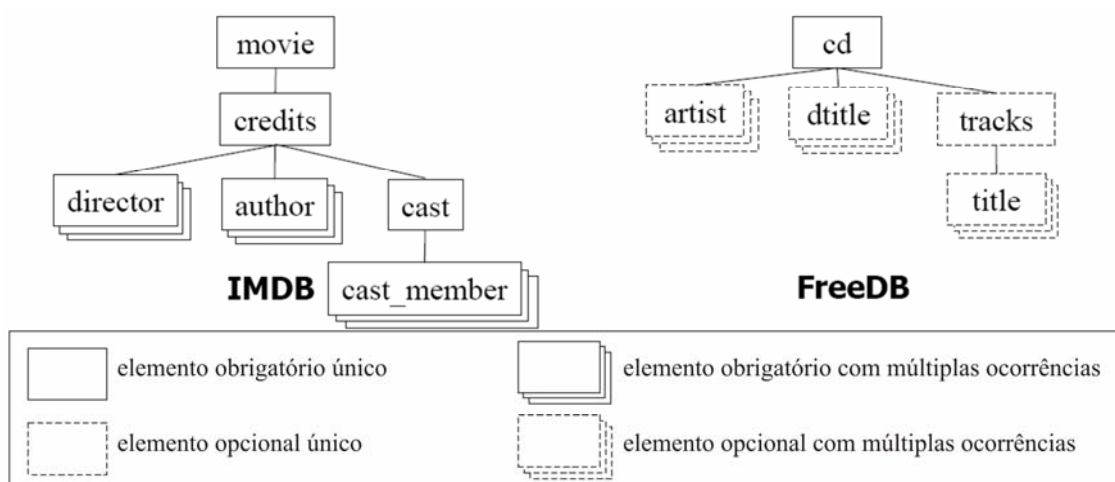 movie
cd
credits
artist
dtitle
tracks
director
author
cast
title
IMDB
cast_member
FreeDB
elemento obrigatório único
elemento obrigatório com múltiplas ocorrências
elemento opcional único
elemento opcional com múltiplas ocorrências